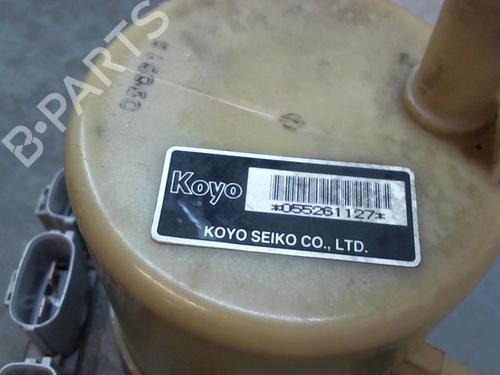 B-PARTS
Koyo
*055261127*
KOYO SEIKO CO., LTD.